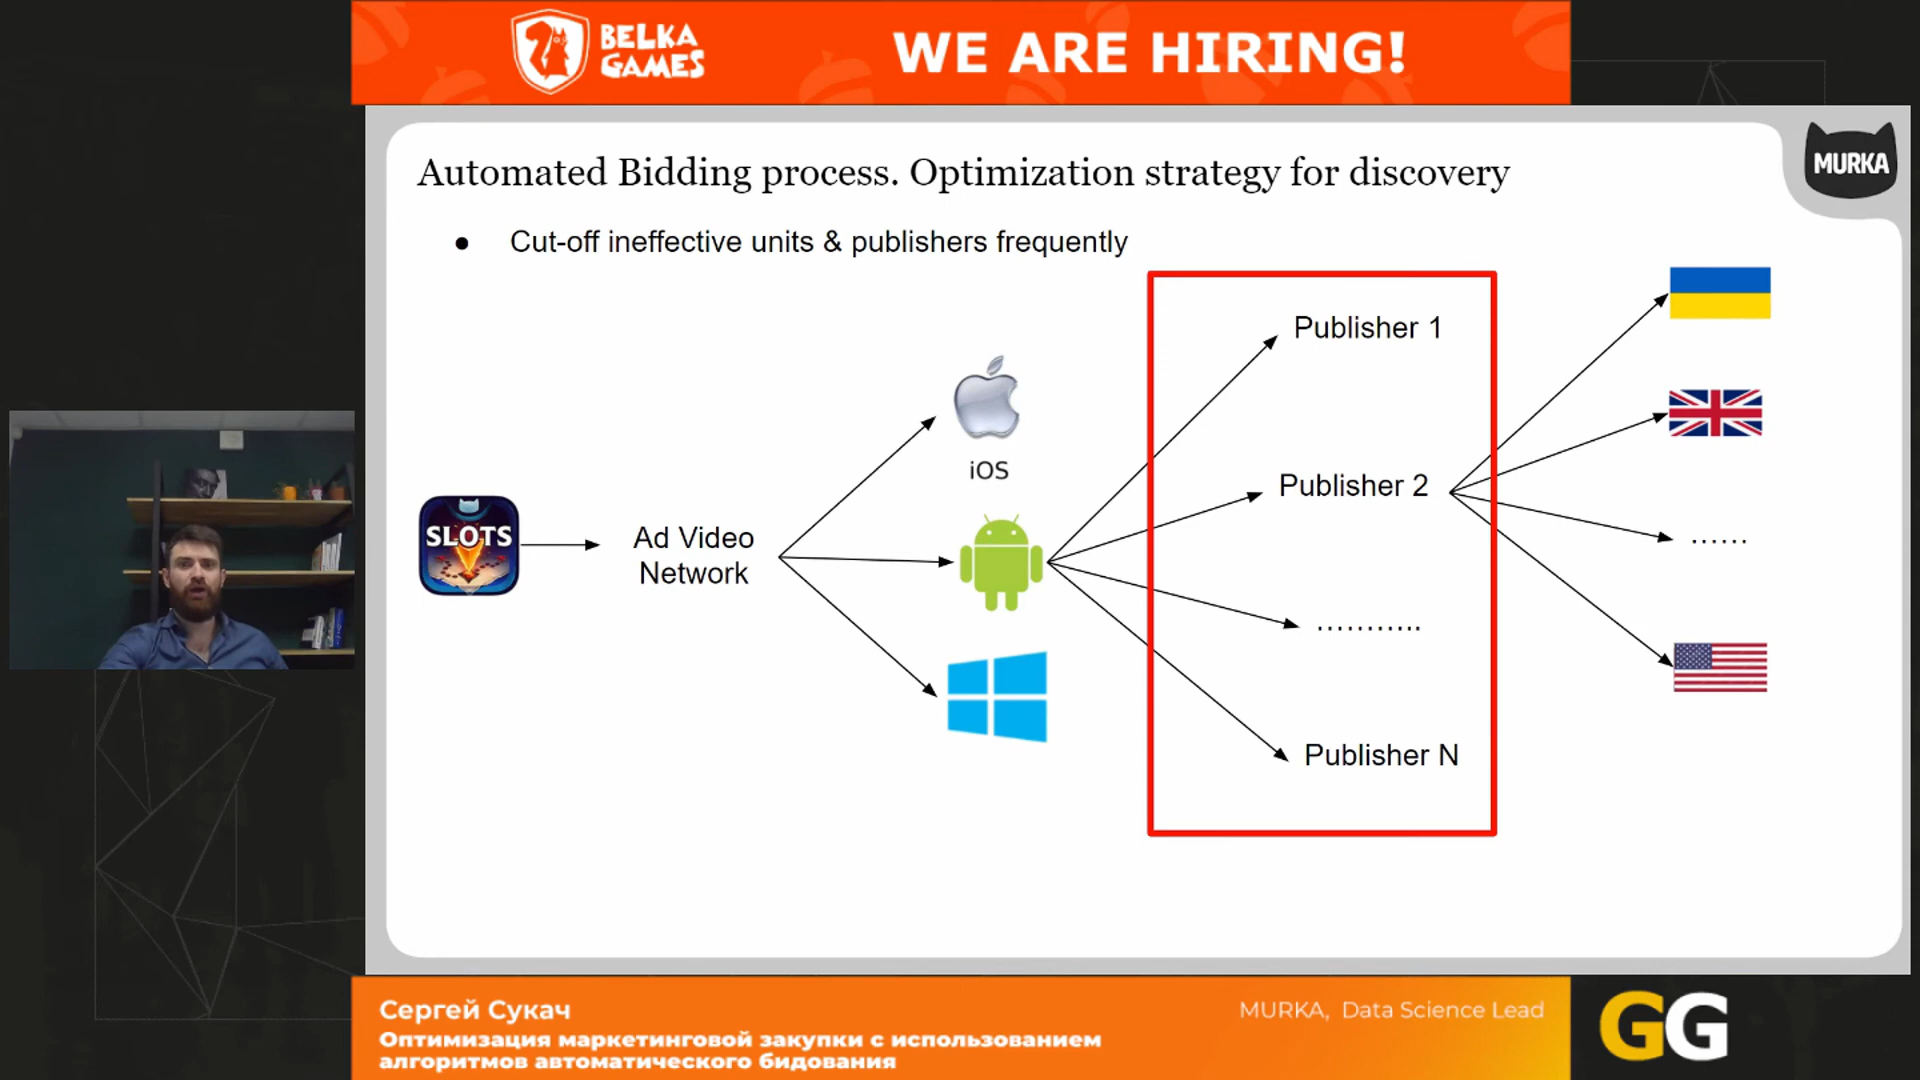 BELKA
GAMES
WE ARE HIRING!
MURKA
Automated Bidding process. Optimization strategy for discovery
● Cut-off ineffective units & publishers frequently
Publisher 1
iOS
Publisher 2
SLOTS
Ad Video
Network
......
...........
Publisher N
Сергей Сукач
MURKA, Data Science Lead
Оптимизация маркетинговой закупки с использованием
алгоритмов автоматического бидования
GG